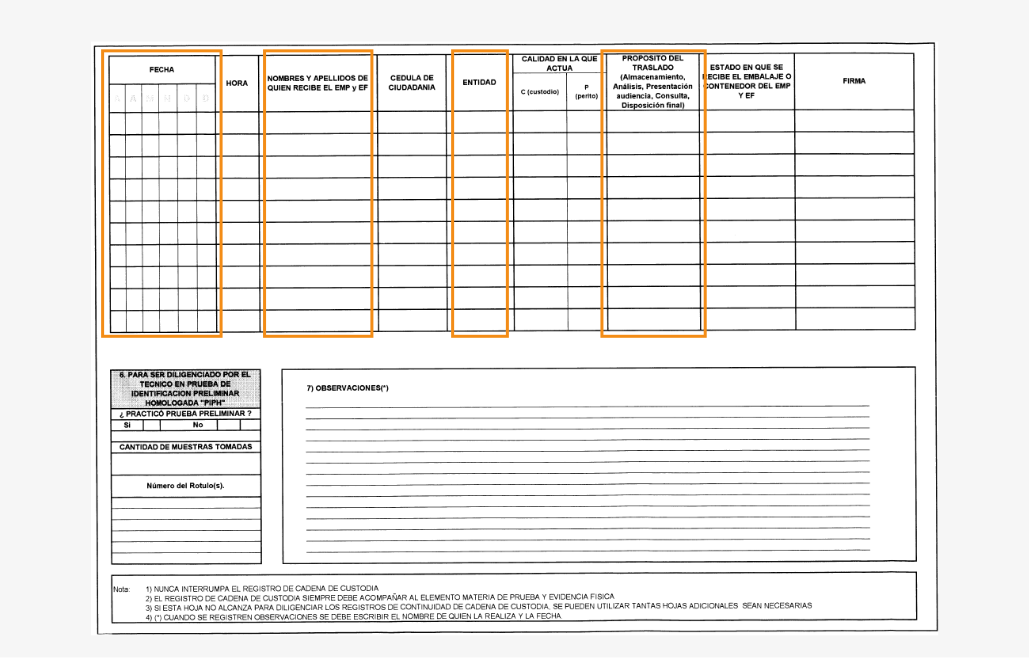 FECHA
HORA
NOMBRES Y APELLIDOS DE
QUIEN RECIBE EL EMP y EF
CEDULA DE
CIUDADANIA
ENTIDAD
CALIDAD EN LA QUE
ACTUA
C (custodio)
P
(perito)
PROPOSITO DEL
TRASLADO
(Almacenamiento,
Análisis, Presentación
audiencia, Consulta,
Disposición final)
ESTADO EN QUE SE
RECIBE EL EMBALAJE O
CONTENEDOR DEL EMP
Y EF
FIRMA
6. PARA SER DILIGENCIADO POR EL
TECNICO EN PRUEBA DE
IDENTIFICACION PRELIMINAR
HOMOLOGADA "PIPH"
¿ PRACTICÓ PRUEBA PRELIMINAR ?
Si No
CANTIDAD DE MUESTRAS TOMADAS
Número del Rotulo(s).
7) OBSERVACIONES(*)
Nota: 1) NUNCA INTERRUMPA EL REGISTRO DE CADENA DE CUSTODIA
2) EL REGISTRO DE CADENA DE CUSTODIA SIEMPRE DEBE ACOMPAÑAR AL ELEMENTO MATERIA DE PRUEBA Y EVIDENCIA FISICA
3) SI ESTA HOJA NO ALCANZA PARA DILIGENCIAR LOS REGISTROS DE CONTINUIDAD DE CADENA DE CUSTODIA, SE PUEDEN UTILIZAR TANTAS HOJAS ADICIONALES SEAN NECESARIAS
4) (*) CUANDO SE REGISTREN OBSERVACIONES SE DEBE ESCRIBIR EL NOMBRE DE QUIEN LA REALIZA Y LA FECHA